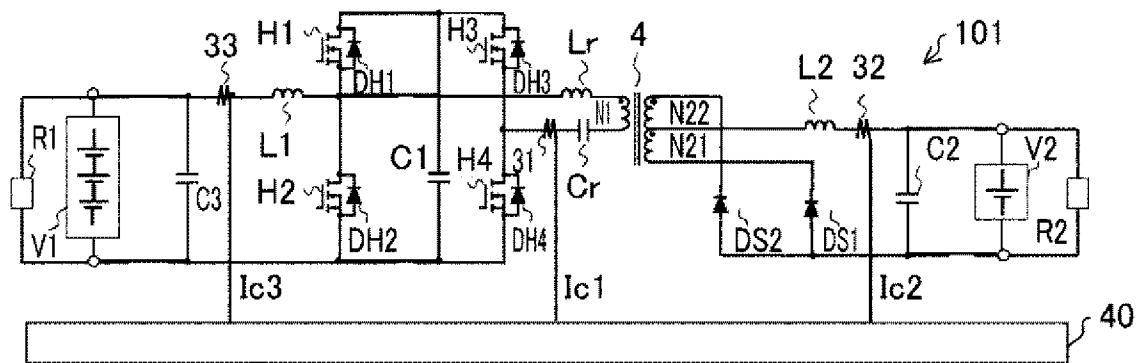 H1
H3
4
101
33
Lr
L2
32
DH1
DH3
N1
N22
R1
L1
C1
H4
31
N21
C2
V2
C3
H2
Cr
V1
DH2
DH4
DS2
DS1
R2
Ic3
Ic1
Ic2
40